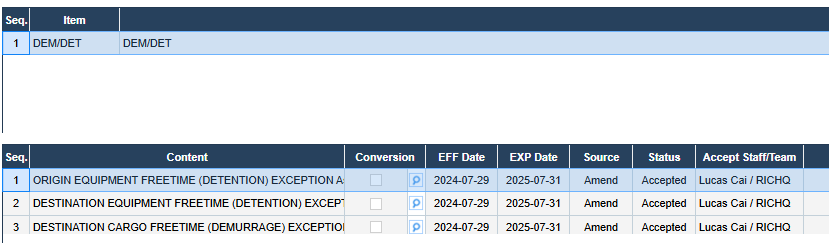 Seq. Item
1 DEM/DET DEM/DET
Seq. Content Conversion EFF Date EXP Date Source Status Accept Staff/Team
1 ORIGIN EQUIPMENT FREETIME (DETENTION) EXCEPTION A 2024-07-29 2025-07-31 Amend Accepted Lucas Cai / RICHQ
2 DESTINATION EQUIPMENT FREETIME (DETENTION) EXCEPT 2024-07-29 2025-07-31 Amend Accepted Lucas Cai / RICHQ
3 DESTINATION CARGO FREETIME (DEMURRAGE) EXCEPTIO 2024-07-29 2025-07-31 Amend Accepted Lucas Cai / RICHQ